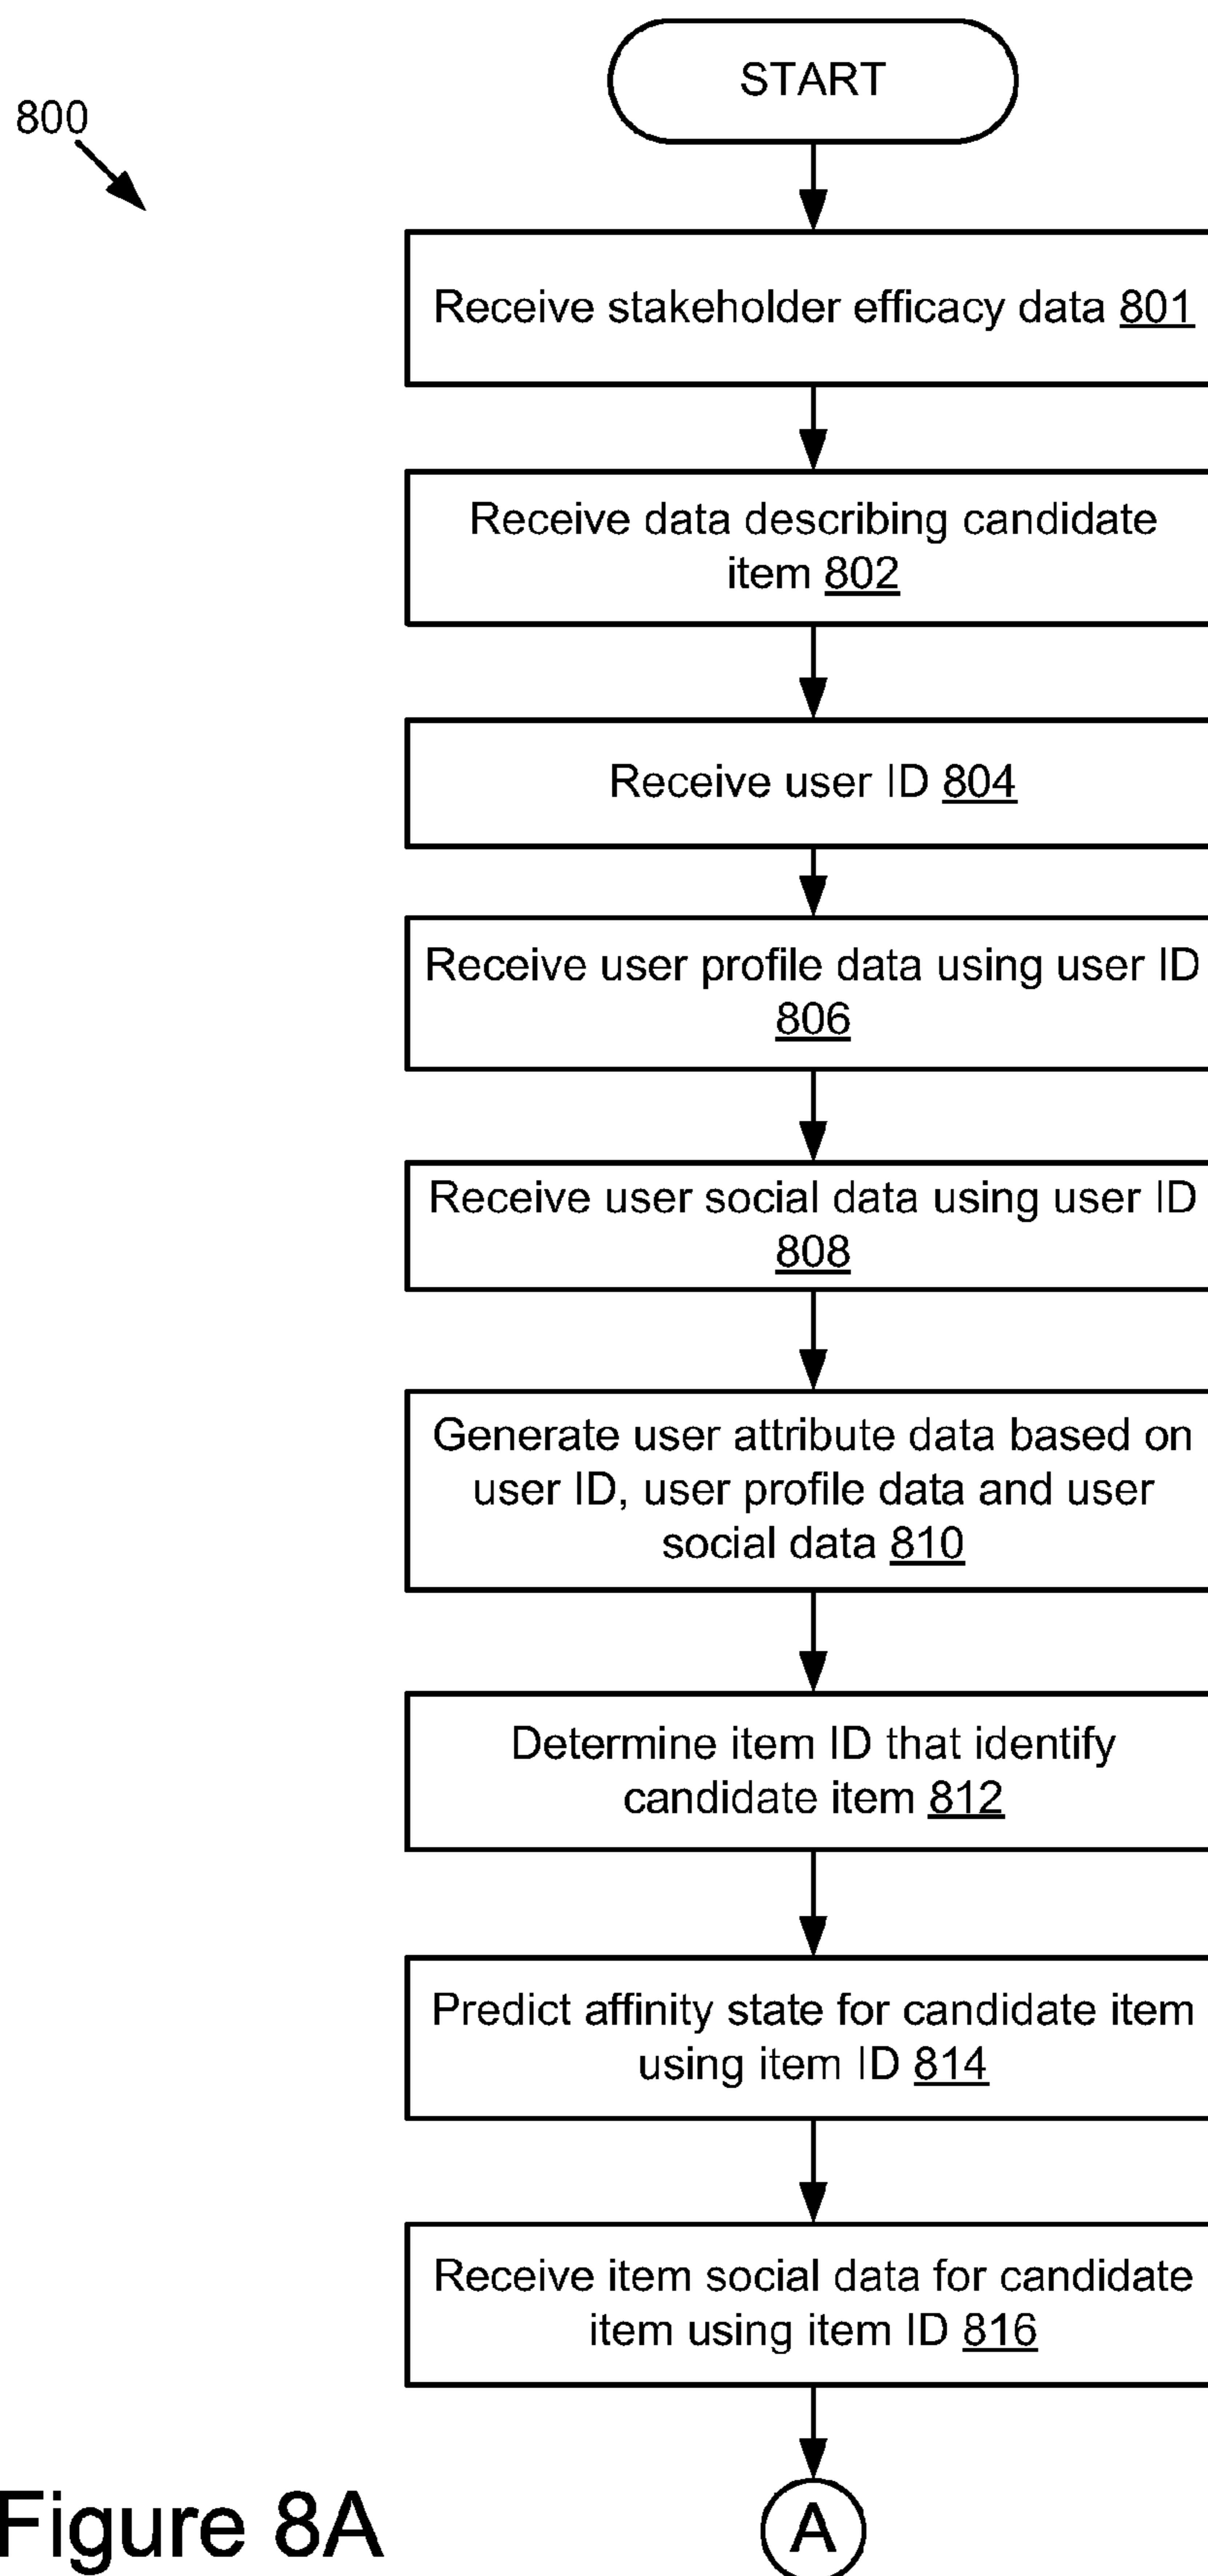 START
800
Receive stakeholder efficacy data 801
Receive data describing candidate
item 802
Receive user ID 804
Receive user profile data using user ID
806
Receive user social data using user ID
808
Generate user attribute data based on
user ID, user profile data and user
social data 810
Determine item ID that identify
candidate item 812
Predict affinity state for candidate item
using item ID 814
Receive item social data for candidate
item using item ID 816
Figure 8A
A